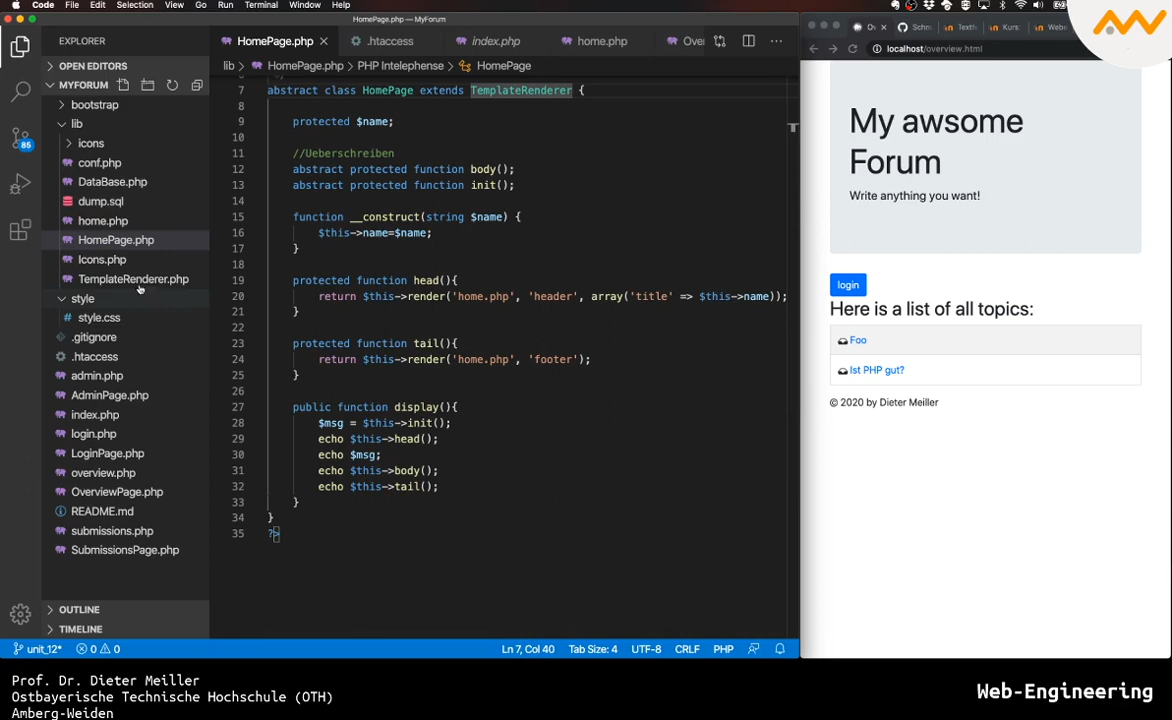 Code File Edit Selection View Go Run Terminal Window Help
HomePage.php — MyForum
EXPLORER
OPEN EDITORS
MYFORUM
bootstrap
lib
icons
conf.php
DataBase.php
dump.sql
home.php
HomePage.php
Icons.php
TemplateRenderer.php
style
style.css
.gitignore
.htaccess
admin.php
AdminPage.php
index.php
login.php
LoginPage.php
overview.php
OverviewPage.php
README.md
submissions.php
SubmissionsPage.php
OUTLINE
TIMELINE
85
HomePage.php .htaccess index.php home.php Over
lib HomePage.php PHP Intelephense HomePage
7 abstract class HomePage extends TemplateRenderer {
8
9 protected $name;
10
11 //Ueberschreiben
12 abstract protected function body();
13 abstract protected function init();
14
15 function __construct(string $name) {
16 $this->name=$name;
17 }
18
19 protected function head(){
20 return $this->render('home.php', 'header', array('title' => $this->name));
21 }
22
23 protected function tail(){
24 return $this->render('home.php', 'footer');
25 }
26
27 public function display(){
28 $msg = $this->init();
29 echo $this->head();
30 echo $msg;
31 echo $this->body();
32 echo $this->tail();
33 }
34 }
35 ?>
unit_12* 0 0 Ln 7, Col 40 Tab Size: 4 UTF-8 CRLF PHP
Schn Texth Kurs: Web
localhost/overview.html
My awsome
Forum
Write anything you want!
login
Here is a list of all topics:
Foo
Ist PHP gut?
© 2020 by Dieter Meiller
Prof. Dr. Dieter Meiller
Ostbayerische Technische Hochschule (OTH)
Amberg-Weiden
Web-Engineering